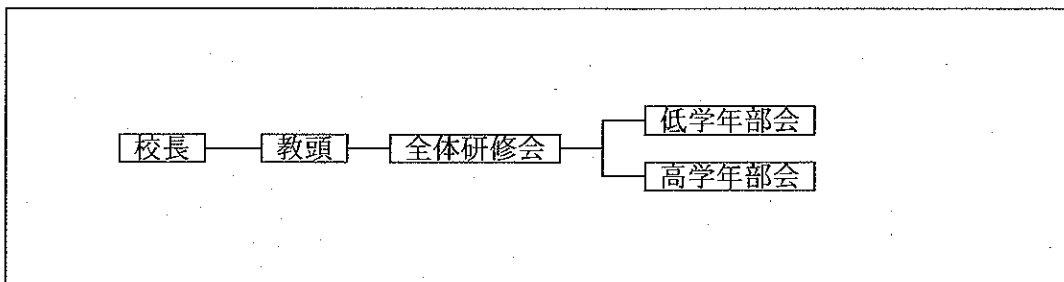 校長
教頭
全体研修会
低学年部会
高学年部会